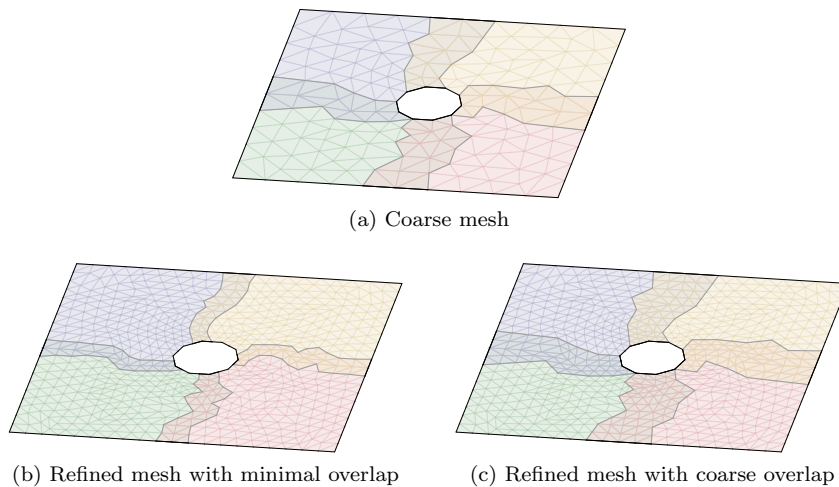 (a) Coarse mesh
(b) Refined mesh with minimal overlap
(c) Refined mesh with coarse overlap